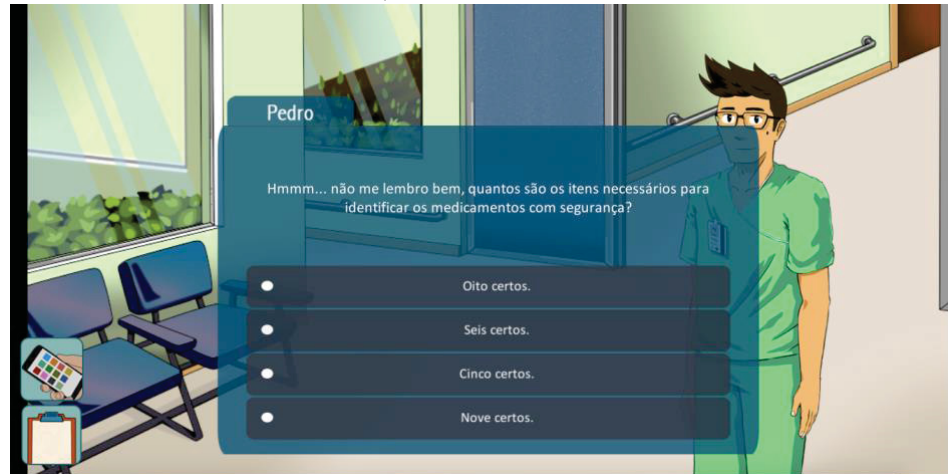 Pedro
Hmmm... não me lembro bem, quantos são os itens necessários para
identificar os medicamentos com segurança?
Oito certos.
Seis certos.
Cinco certos.
Nove certos.